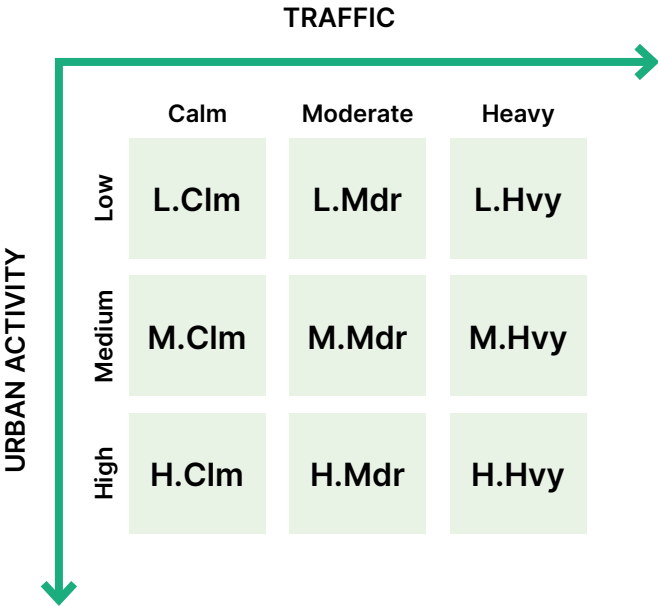 TRAFFIC
Calm Moderate Heavy
URBAN ACTIVITY
Low L.Clm L.Mdr L.Hvy
Medium M.Clm M.Mdr M.Hvy
High H.Clm H.Mdr H.Hvy